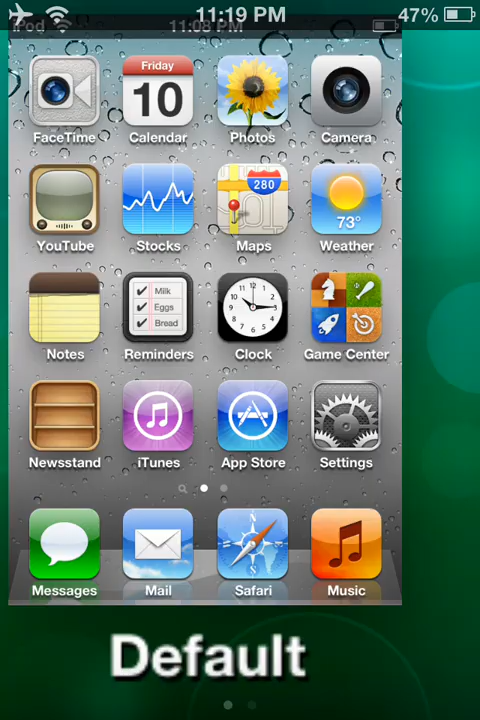 11:19 PM 47%
iPod 11:08 PM
Friday
10
FaceTime Calendar Photos Camera
280
73°
YouTube Stocks Maps Weather
Milk
Eggs
Bread
12
Notes Reminders Clock Game Center
Newsstand iTunes App Store Settings
N
S
Messages Mail Safari Music
Default